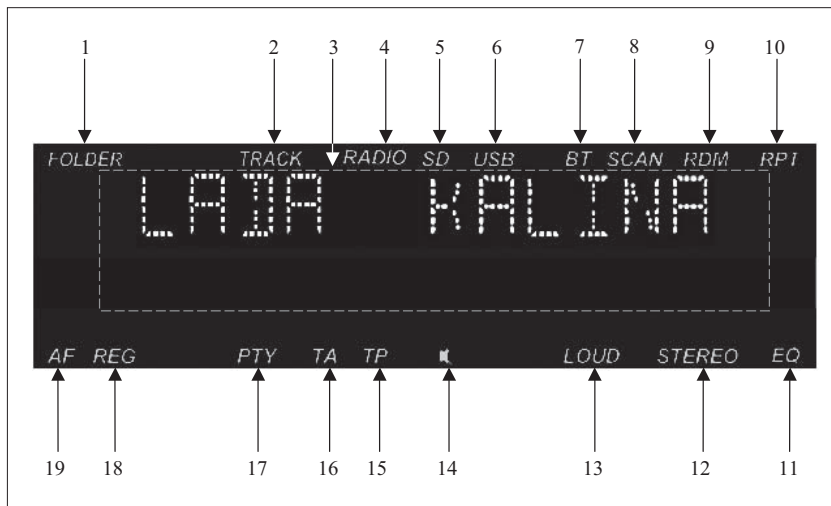 1 2 3 4 5 6 7 8 9 10
FOLDER TRACK RADIO SD USB BT SCAN RDM RPT
LADA KALINA
AF REG PTY TA TP LOUD STEREO EQ
19 18 17 16 15 14 13 12 11